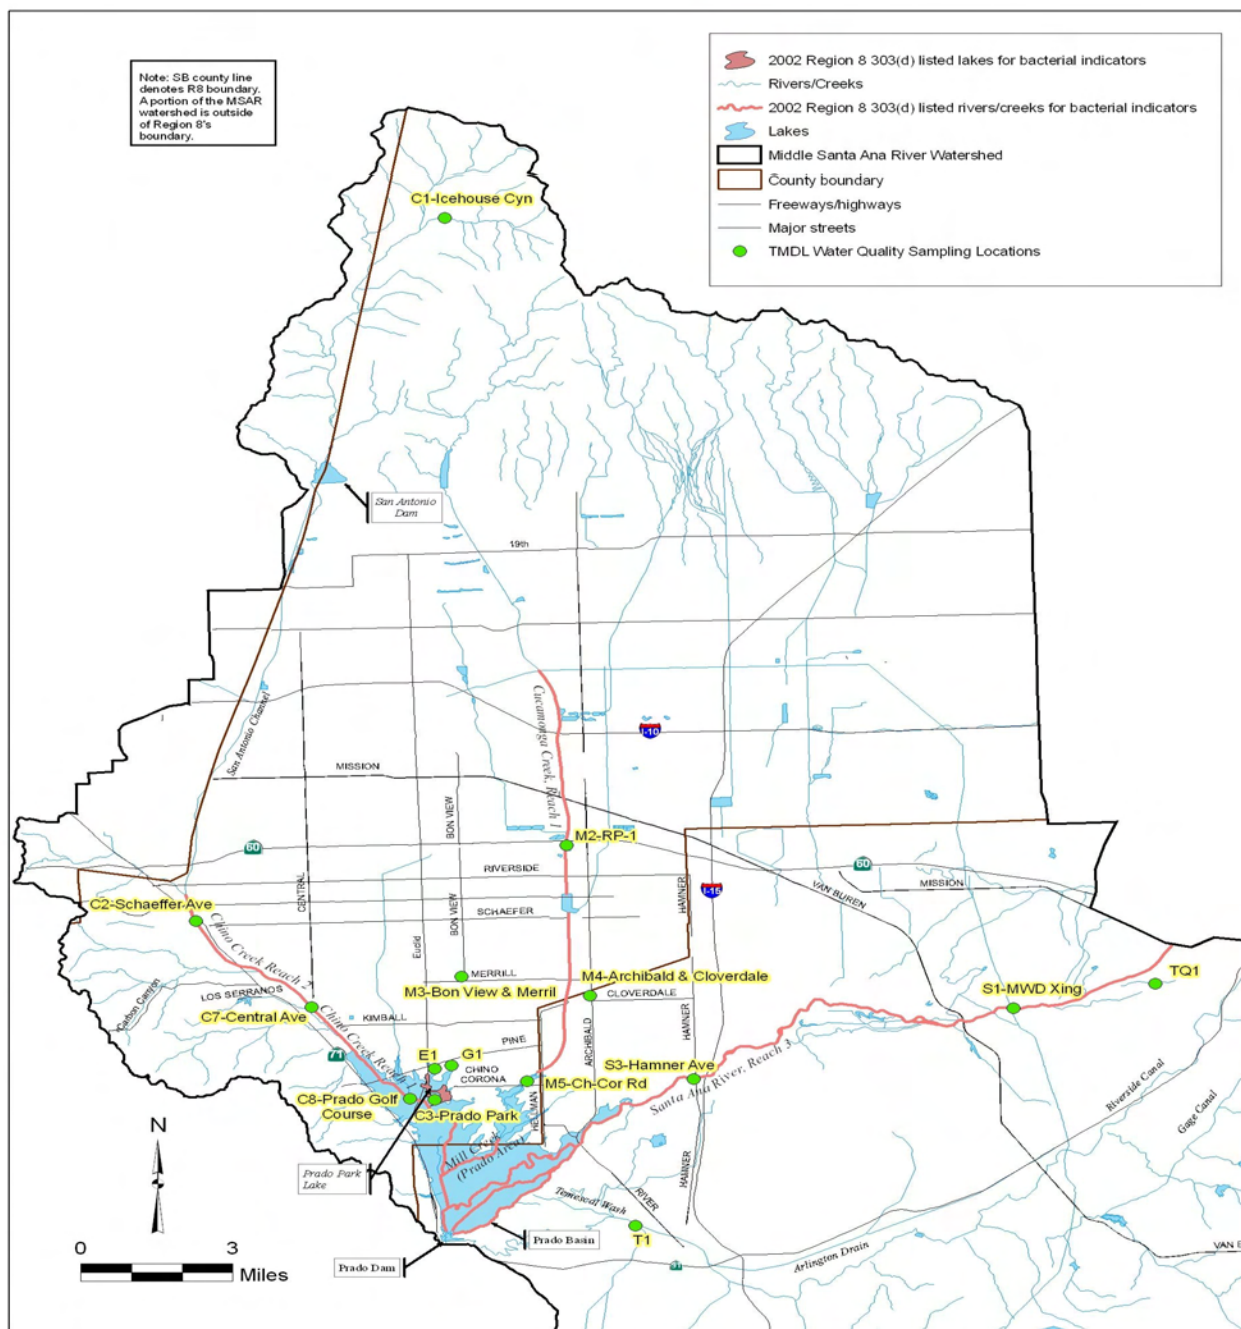 Note: SB county line
denotes R8 boundary.
A portion of the MSAR
watershed is outside
of Region 8's
boundary.
2002 Region 8 303(d) listed lakes for bacterial indicators
Rivers/Creeks
2002 Region 8 303(d) listed rivers/creeks for bacterial indicators
Lakes
Middle Santa Ana River Watershed
County boundary
Freeways/highways
Major streets
TMDL Water Quality Sampling Locations
C1-Icehouse Cyn
San Antonio
Dam
19th
San Antonio Channel
Cucamonga Creek, Reach 1
I-10
MISSION
BON VIEW
M2-RP-1
60
RIVERSIDE
60
CENTRAL
HAMNER
I-15
VAN BUREN
MISSION
C2-Schaeffer Ave
SCHAEFER
BON VIEW
Euclid
Chino Creek Reach 2
MERRILL
M4-Archibald & Cloverdale
TQ1
LOS SERRANOS
M3-Bon View & Merril
CLOVERDALE
S1-MWD Xing
Carbon Canyon
C7-Central Ave
KIMBALL
HAMNER
Chino Creek Reach 1
PINE
ARCHIBALD
71
E1
G1
CHINO
CORONA
S3-Hamner Ave
M5-Ch-Cor Rd
Santa Ana River, Reach 3
Riverside Canal
Gage Canal
C8-Prado Golf
Course
C3-Prado Park
HELLMAN
N
Mill Creek
(Prado Area)
HAMNER
Prado Park
Lake
RIVER
Temescal Wash
T1
Prado Basin
0 3
Miles
Prado Dam
91
Arlington Drain
VAN B